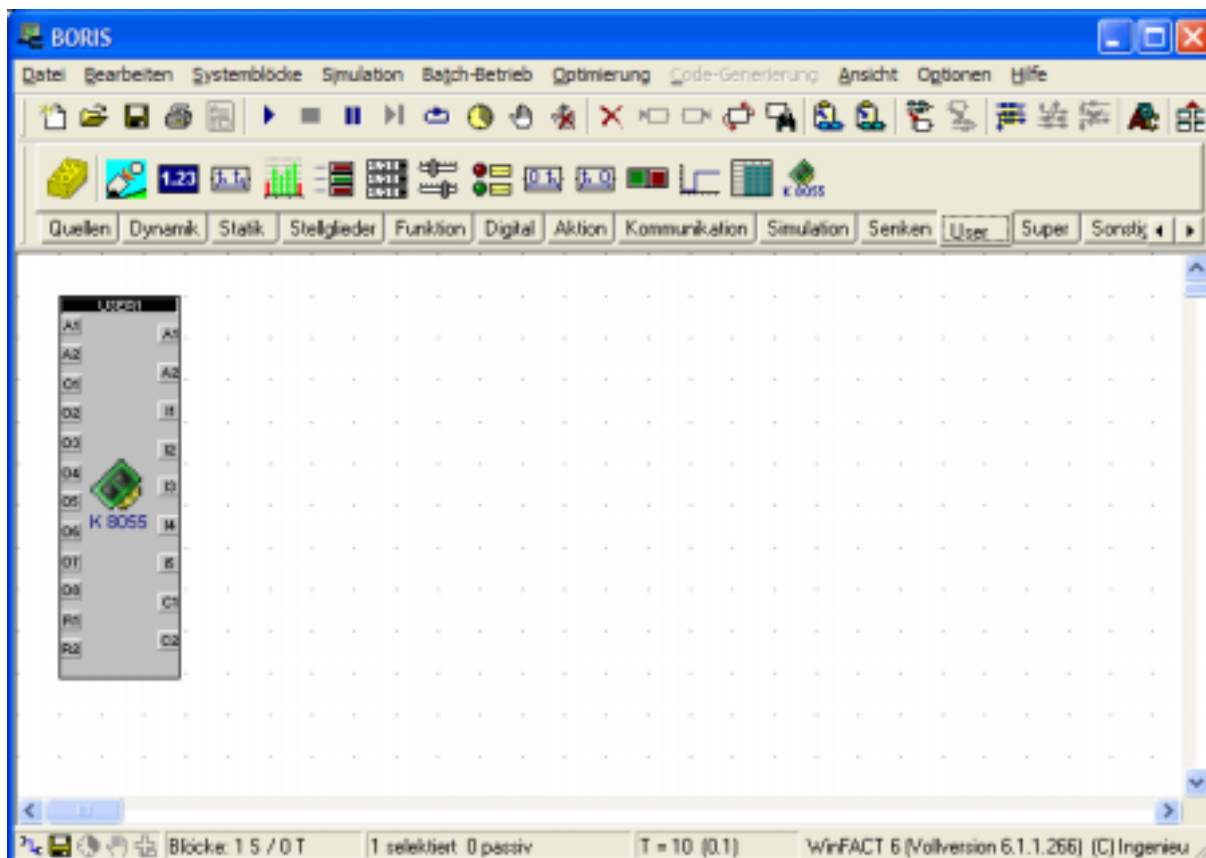 BORIS
Datei Bearbeiten Systemblöcke Simulation Batch-Betrieb Optimierung Code-Generierung Ansicht Optionen Hilfe
1.23
K 8055
Quellen Dynamik Statik Stellglieder Funktion Digital Aktion Kommunikation Simulation Senken User Super Sonstig
USER1
A1 A1
A2 A2
O1 I1
O2 I2
O3 I3
O4 I4
O5 I5
O6 C1
O7 C2
O8
R1
R2
K 8055
Blöcke: 1 S / 0 T 1 selektiert 0 passiv T = 10 (0.1) WinFACT 6 (Vollversion 6.1.1.266) (C) Ingenieu